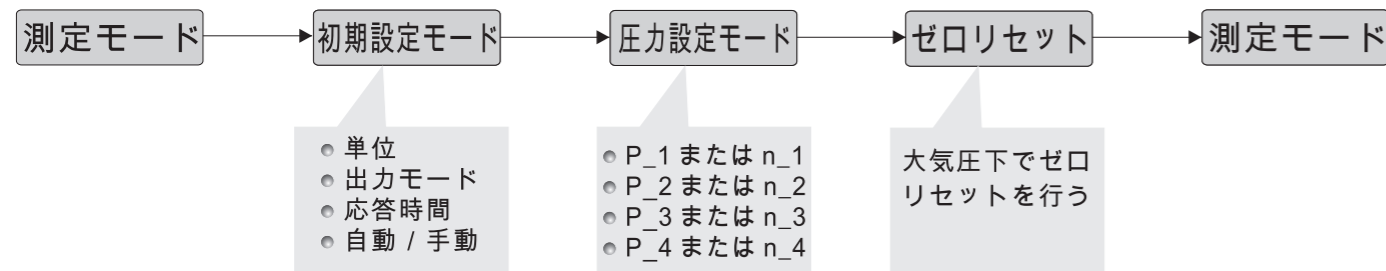 測定モード
初期設定モード
圧力設定モード
ゼロリセット
測定モード
単位
出力モード
応答時間
自動 / 手動
P_1 または n_1
P_2 または n_2
P_3 または n_3
P_4 または n_4
大気圧下でゼロ
リセットを行う